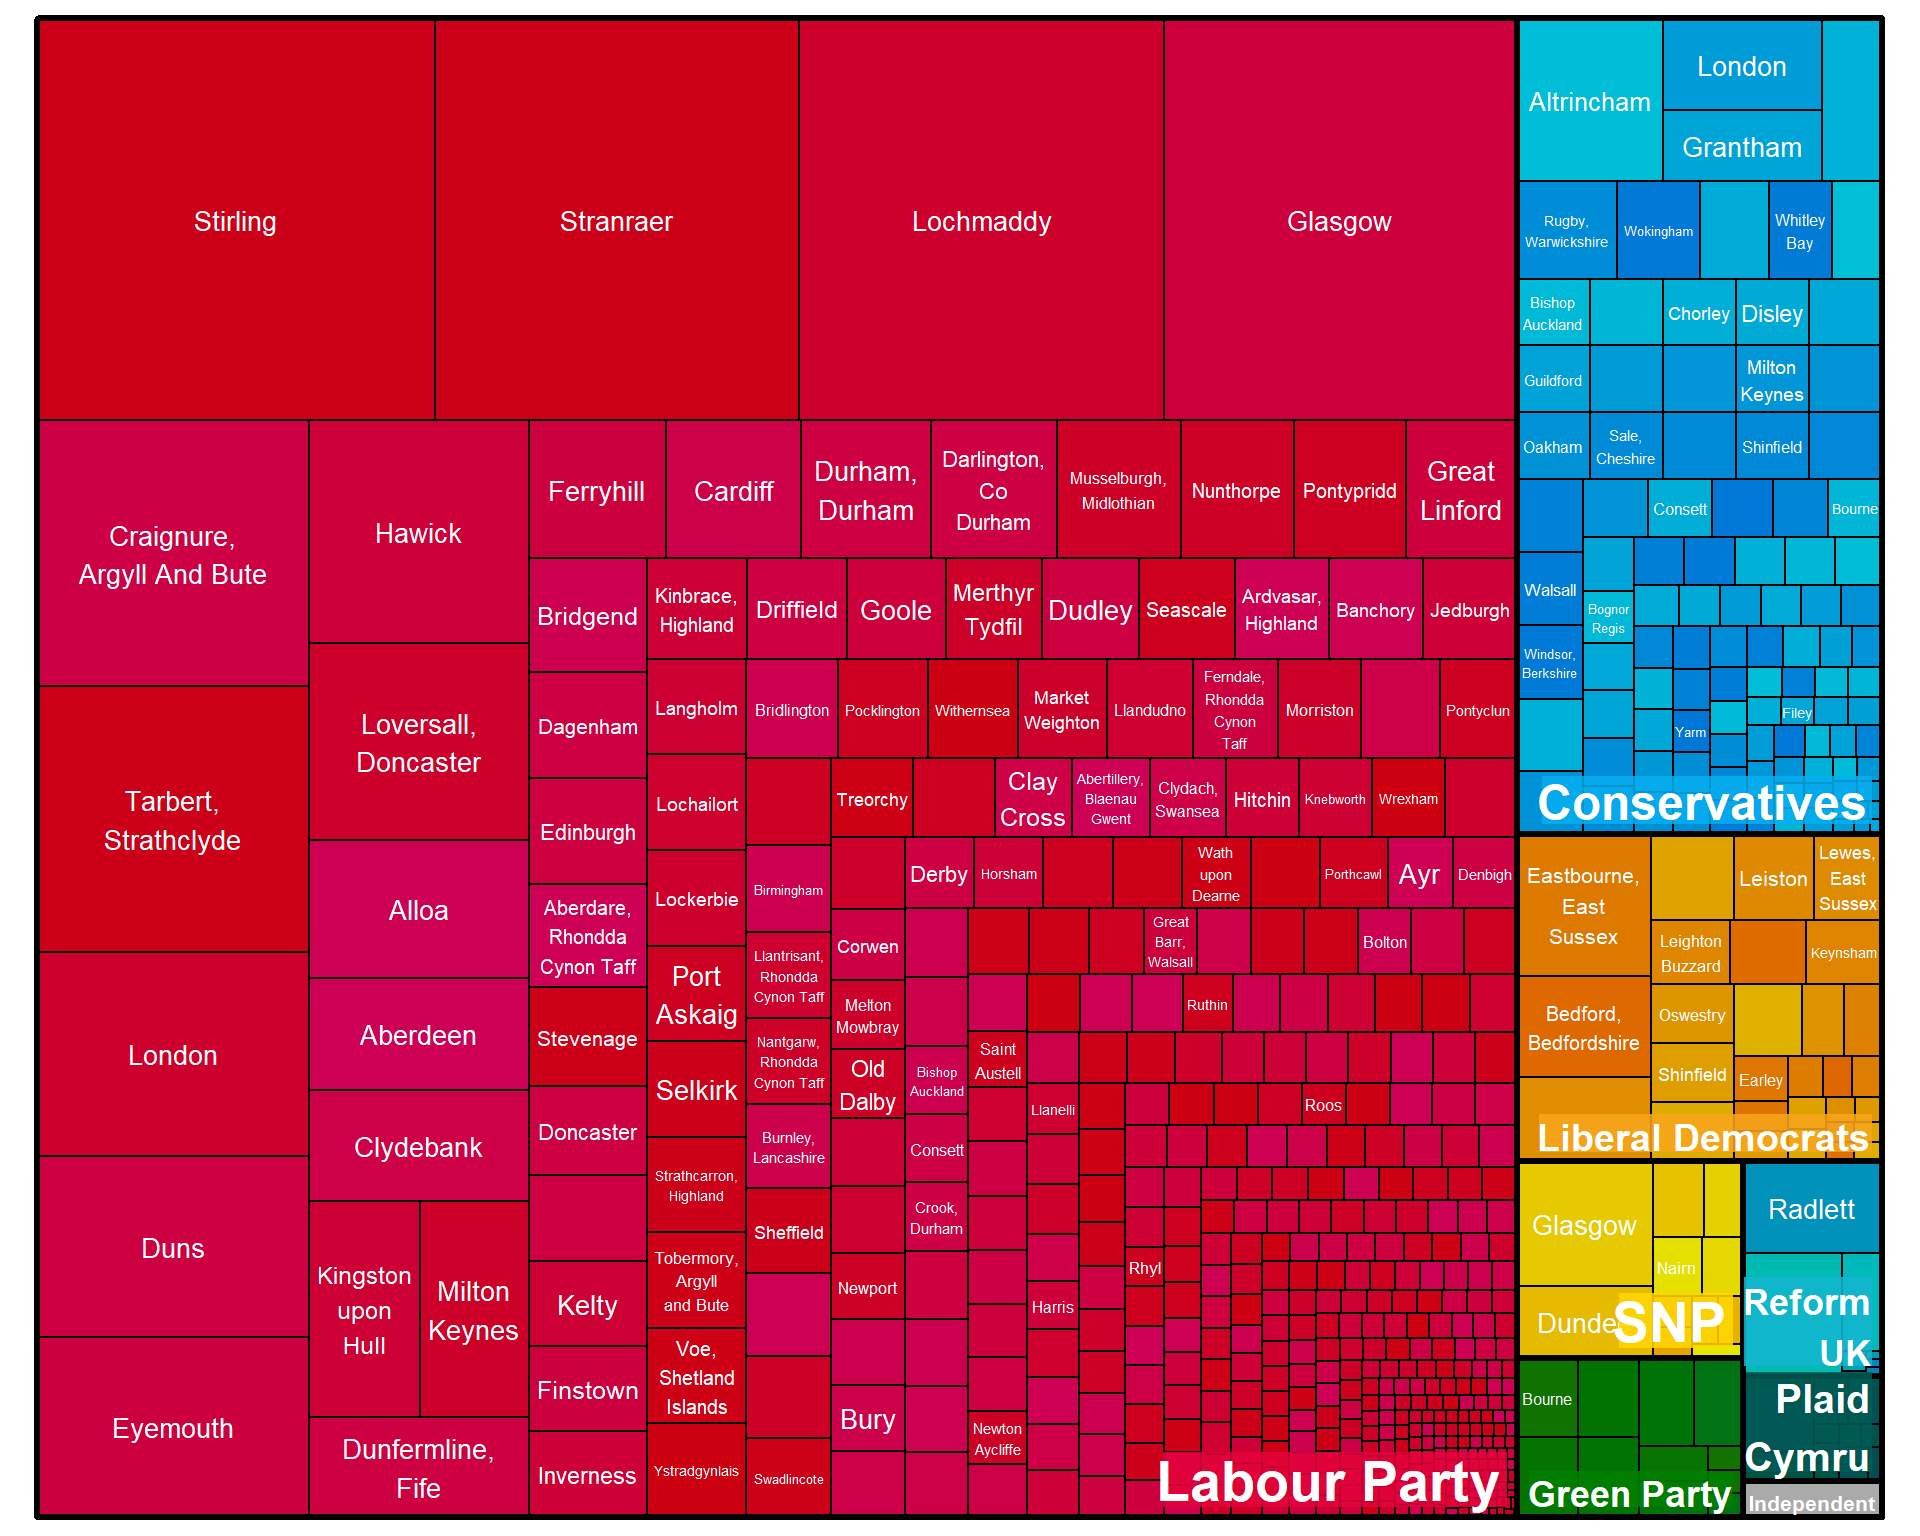 Stirling
Stranraer
Lochmaddy
Glasgow
Craignure,
Argyll And Bute
Tarbert,
Strathclyde
London
Duns
Eyemouth
Hawick
Loversall,
Doncaster
Alloa
Aberdeen
Clydebank
Kingston
upon
Hull
Milton
Keynes
Dunfermline,
Fife
Ferryhill
Cardiff
Durham,
Durham
Darlington,
Co
Durham
Musselburgh,
Midlothian
Nunthorpe
Pontypridd
Great
Linford
Bridgend
Dagenham
Edinburgh
Aberdare,
Rhondda
Cynon Taff
Stevenage
Doncaster
Kelty
Finstown
Inverness
Kinbrace,
Highland
Langholm
Lochailort
Lockerbie
Port
Askaig
Selkirk
Strathcarron,
Highland
Tobermory,
Argyll
and Bute
Voe,
Shetland
Islands
Ystradgynlais
Driffield
Goole
Merthyr
Tydfil
Dudley
Seascale
Ardvasar,
Highland
Banchory
Jedburgh
Bridlington
Pocklington
Withernsea
Market
Weighton
Llandudno
Ferndale,
Rhondda
Cynon
Taff
Morriston
Pontyclun
Birmingham
Llantrisant,
Rhondda
Cynon Taff
Nantgarw,
Rhondda
Cynon Taff
Burnley,
Lancashire
Sheffield
Swadlincote
Treorchy
Clay
Cross
Abertillery,
Blaenau
Gwent
Clydach,
Swansea
Hitchin
Knebworth
Wrexham
Corwen
Melton
Mowbray
Old
Dalby
Newport
Bury
Derby
Horsham
Wath
upon
Dearne
Porthcawl
Ayr
Denbigh
Bishop
Auckland
Consett
Crook,
Durham
Great
Barr,
Walsall
Bolton
Ruthin
Saint
Austell
Newton
Aycliffe
Llanelli
Harris
Roos
Rhyl
Labour Party
Altrincham
London
Grantham
Rugby,
Warwickshire
Wokingham
Whitley
Bay
Bishop
Auckland
Chorley
Disley
Guildford
Milton
Keynes
Oakham
Sale,
Cheshire
Shinfield
Consett
Bourne
Walsall
Bognor
Regis
Windsor,
Berkshire
Filey
Yarm
Conservatives
Eastbourne,
East
Sussex
Leiston
Lewes,
East
Sussex
Leighton
Buzzard
Keynsham
Bedford,
Bedfordshire
Oswestry
Shinfield
Earley
Liberal Democrats
Glasgow
Nairn
Dunde
SNP
Radlett
Reform
UK
Bourne
Green Party
Plaid
Cymru
Independent